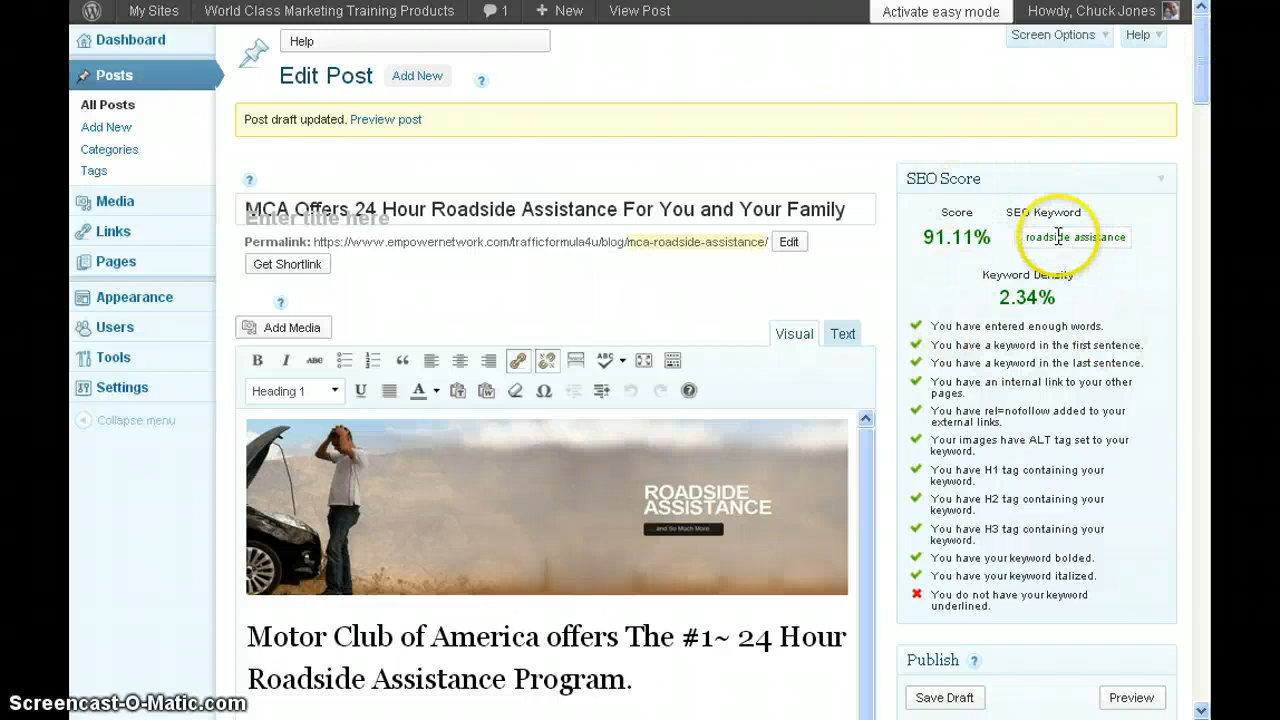 My Sites World Class Marketing Training Products 1 + New View Post Activate easy mode Howdy, Chuck Jones
Dashboard
Posts
All Posts
Add New
Categories
Tags
Media
Links
Pages
Appearance
Users
Tools
Settings
Collapse menu
Help
Screen Options Help
Edit Post Add New ?
Post draft updated. Preview post
?
MCA Offers 24 Hour Roadside Assistance For You and Your Family
Enter title here
Permalink: https://www.empowernetwork.com/trafficformula4u/blog/mca-roadside-assistance/ Edit
Get Shortlink
?
Add Media
Visual Text
B I ABC ABC
Heading 1 U A Ω ?
ROADSIDE
ASSISTANCE
and So Much More
Motor Club of America offers The #1~ 24 Hour
Roadside Assistance Program.
SEO Score
Score SEO Keyword
91.11% roadside assistance
Keyword Density
2.34%
You have entered enough words.
You have a keyword in the first sentence.
You have a keyword in the last sentence.
You have an internal link to your other
pages.
You have rel=nofollow added to your
external links.
Your images have ALT tag set to your
keyword.
You have H1 tag containing your
keyword.
You have H2 tag containing your
keyword.
You have H3 tag containing your
keyword.
You have your keyword bolded.
You have your keyword italized.
You do not have your keyword
underlined.
Publish ?
Save Draft Preview
Screencast-O-Matic.com